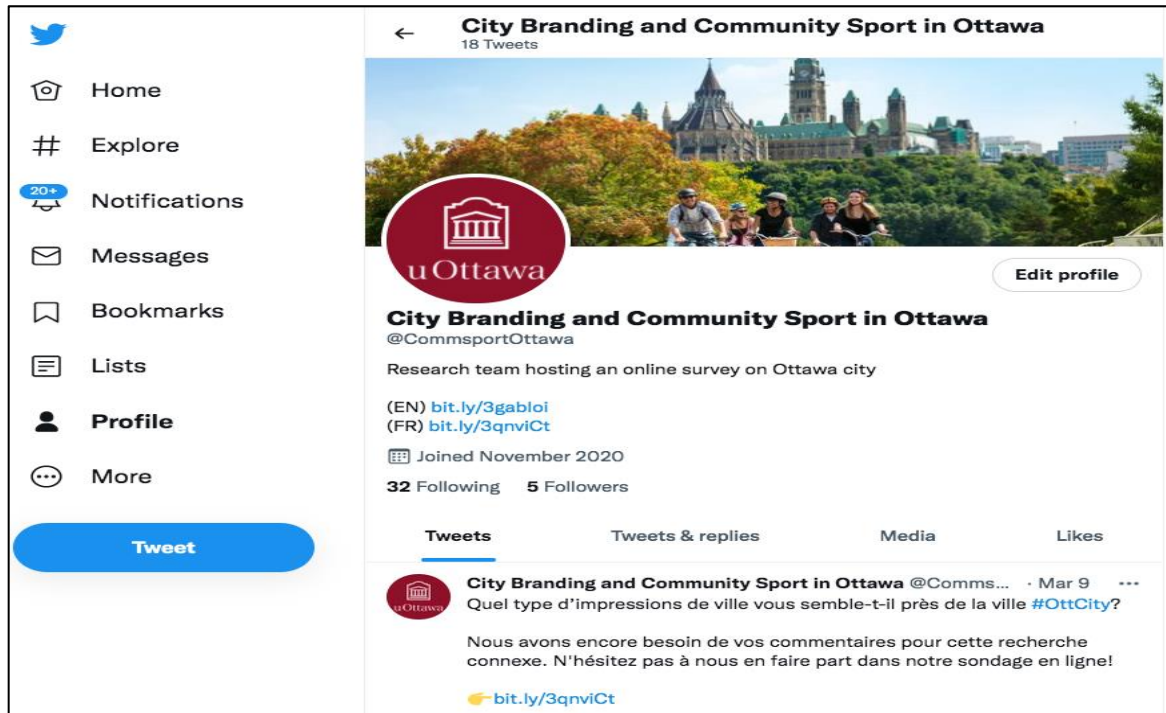 City Branding and Community Sport in Ottawa
18 Tweets
Home
Explore
20+
Notifications
Messages
Bookmarks
Lists
Profile
More
Tweet
uOttawa
Edit profile
City Branding and Community Sport in Ottawa
@CommsportOttawa
Research team hosting an online survey on Ottawa city
(EN) bit.ly/3gabloi
(FR) bit.ly/3qnviCt
Joined November 2020
32 Following 5 Followers
Tweets Tweets & replies Media Likes
uOttawa
City Branding and Community Sport in Ottawa @Comms... · Mar 9 ...
Quel type d'impressions de ville vous semble-t-il près de la ville #OttCity?
Nous avons encore besoin de vos commentaires pour cette recherche
connexe. N'hésitez pas à nous en faire part dans notre sondage en ligne!
👉bit.ly/3qnviCt